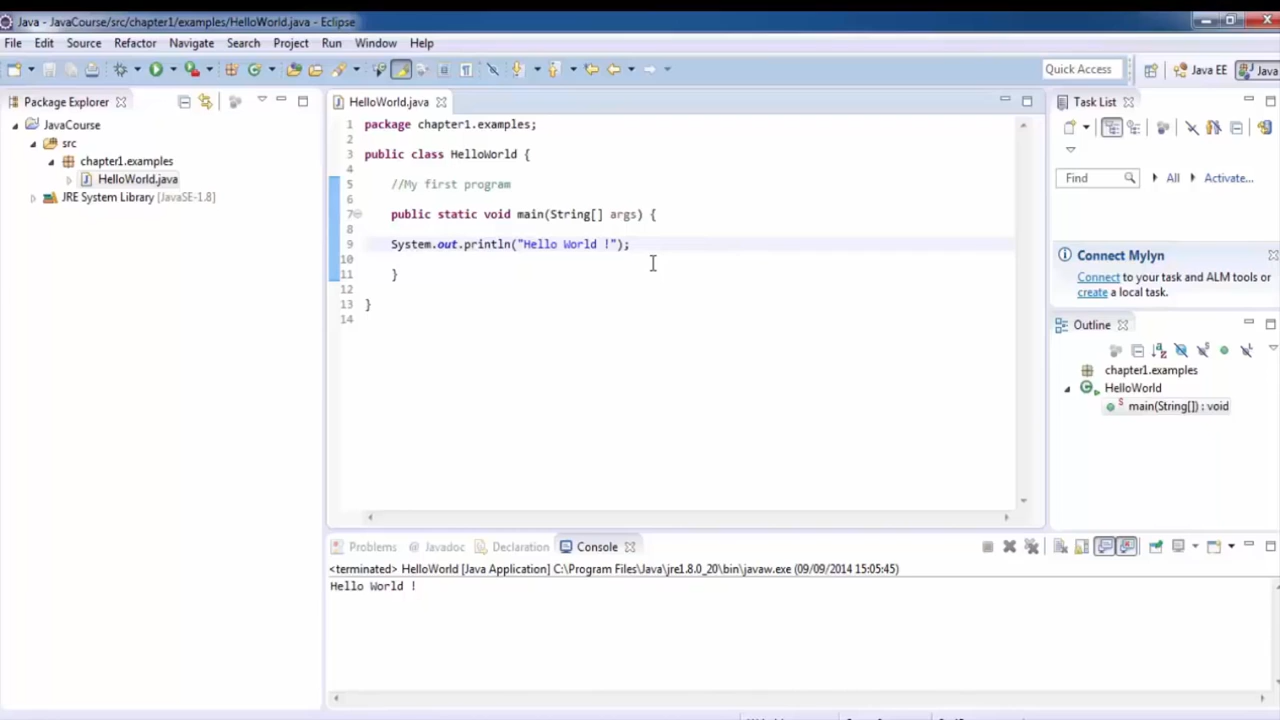 Java - JavaCourse/src/chapter1/examples/HelloWorld.java - Eclipse
File Edit Source Refactor Navigate Search Project Run Window Help
Quick Access
Java EE
Java
Package Explorer
JavaCourse
src
chapter1.examples
HelloWorld.java
JRE System Library [JavaSE-1.8]
HelloWorld.java
1 package chapter1.examples;
2
3 public class HelloWorld {
4
5 //My first program
6
7 public static void main(String[] args) {
8
9 System.out.println("Hello World !");
10
11 }
12
13 }
14
Task List
Find
All
Activate...
Connect Mylyn
Connect to your task and ALM tools or
create a local task.
Outline
chapter1.examples
HelloWorld
main(String[]) : void
Problems @ Javadoc Declaration Console
<terminated> HelloWorld [Java Application] C:\Program Files\Java\jre1.8.0_20\bin\javaw.exe (09/09/2014 15:05:45)
Hello World !